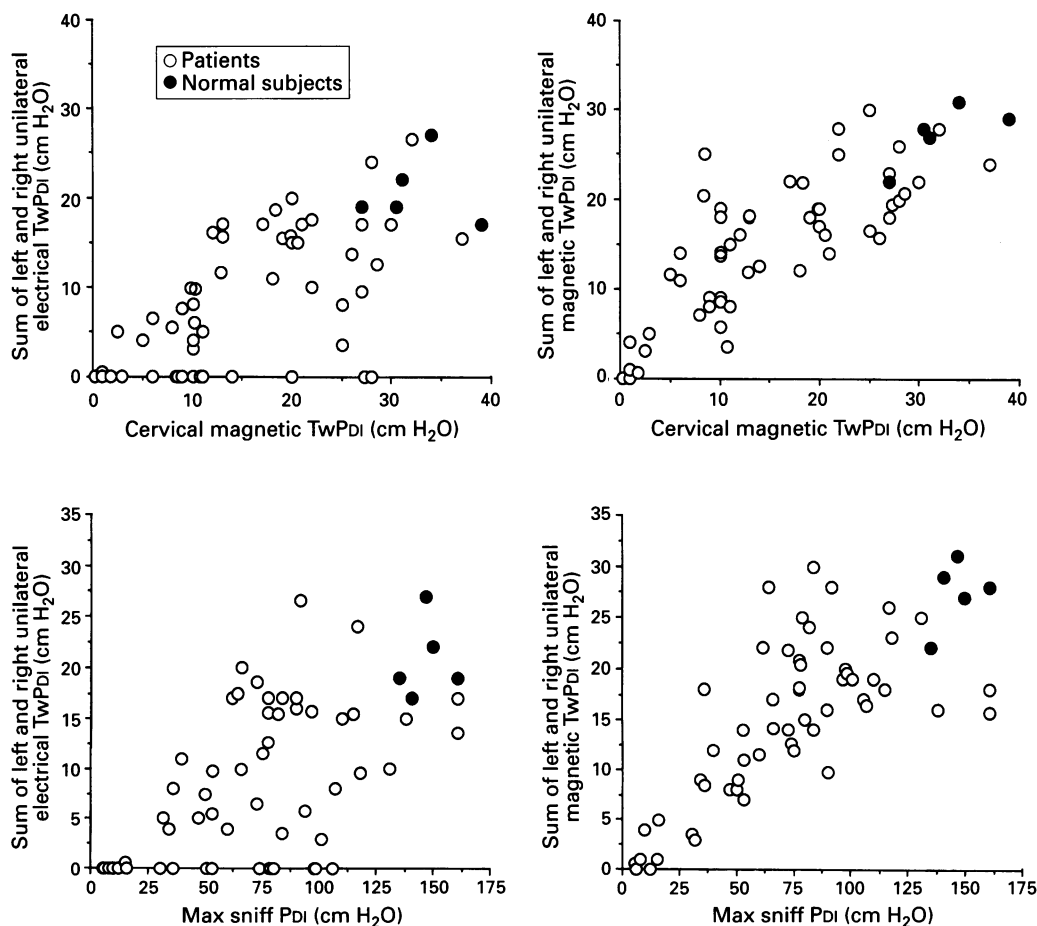 Sum of left and right unilateral
electrical TwPDI (cm H2O)
40
30
20
10
0
Patients
Normal subjects
0 10 20 30 40
Cervical magnetic TwPDI (cm H2O)
Sum of left and right unilateral
magnetic TwPDI (cm H2O)
40
30
20
10
0
0 10 20 30 40
Cervical magnetic TwPDI (cm H2O)
Sum of left and right unilateral
electrical TwPDI (cm H2O)
35
30
25
20
15
10
5
0
0 25 50 75 100 125 150 175
Max sniff PDI (cm H2O)
Sum of left and right unilateral
magnetic TwPDI (cm H2O)
35
30
25
20
15
10
5
0
0 25 50 75 100 125 150 175
Max sniff PDI (cm H2O)